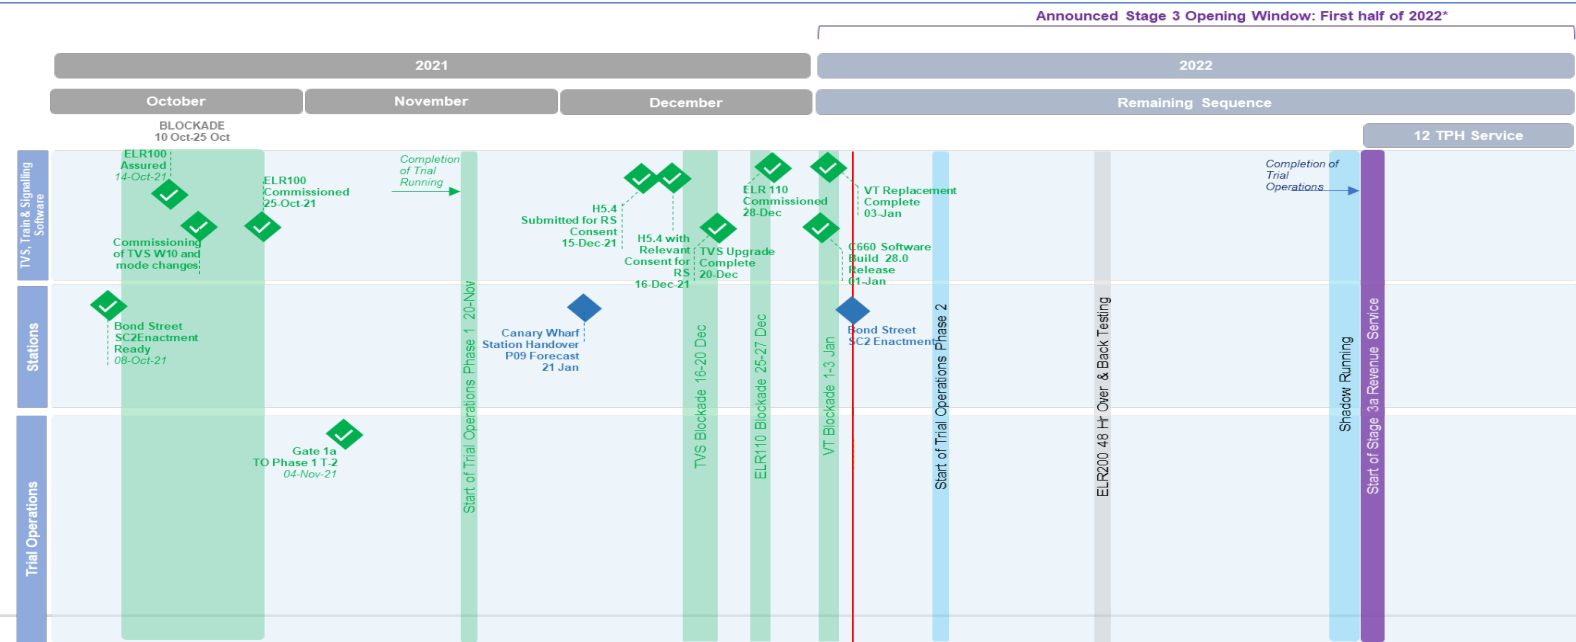 Announced Stage 3 Opening Window: First half of 2022*
2021
2022
October
November
December
Remaining Sequence
12 TPH Service
BLOCKADE
10 Oct-25 Oct
TVS, Train & Signalling
Software
ELR100
Assured
14-Oct-21
Commissioning
of TVS W10 and
mode changes
ELR100
Commissioned
25-Oct-21
Completion
of Trial
Running
H5.4
Submitted for RS
Consent
15-Dec-21
H5.4 with
Relevant
Consent for
RS
16-Dec-21
TVS Upgrade
Complete
20-Dec
ELR 110
Commissioned
28-Dec
VT Replacement
Complete
03-Jan
C660 Software
Build 28.0
Release
01-Jan
Completion of
Trial
Operations
Stations
Bond Street
SC2Enactment
Ready
08-Oct-21
Canary Wharf
Station Handover
P09 Forecast
21 Jan
Bond Street
SC2 Enactment
Trial Operations
Gate 1a
TO Phase 1 T-2
04-Nov-21
Start of Trial Operations Phase 1 20-Nov
TVS Blockade 16-20 Dec
ELR110 Blockade 25-27 Dec
VT Blockade 1-3 Jan
Start of Trial Operations Phase 2
ELR200 48 Hr Over & Back Testing
Shadow Running
Start of Stage 3a Revenue Service